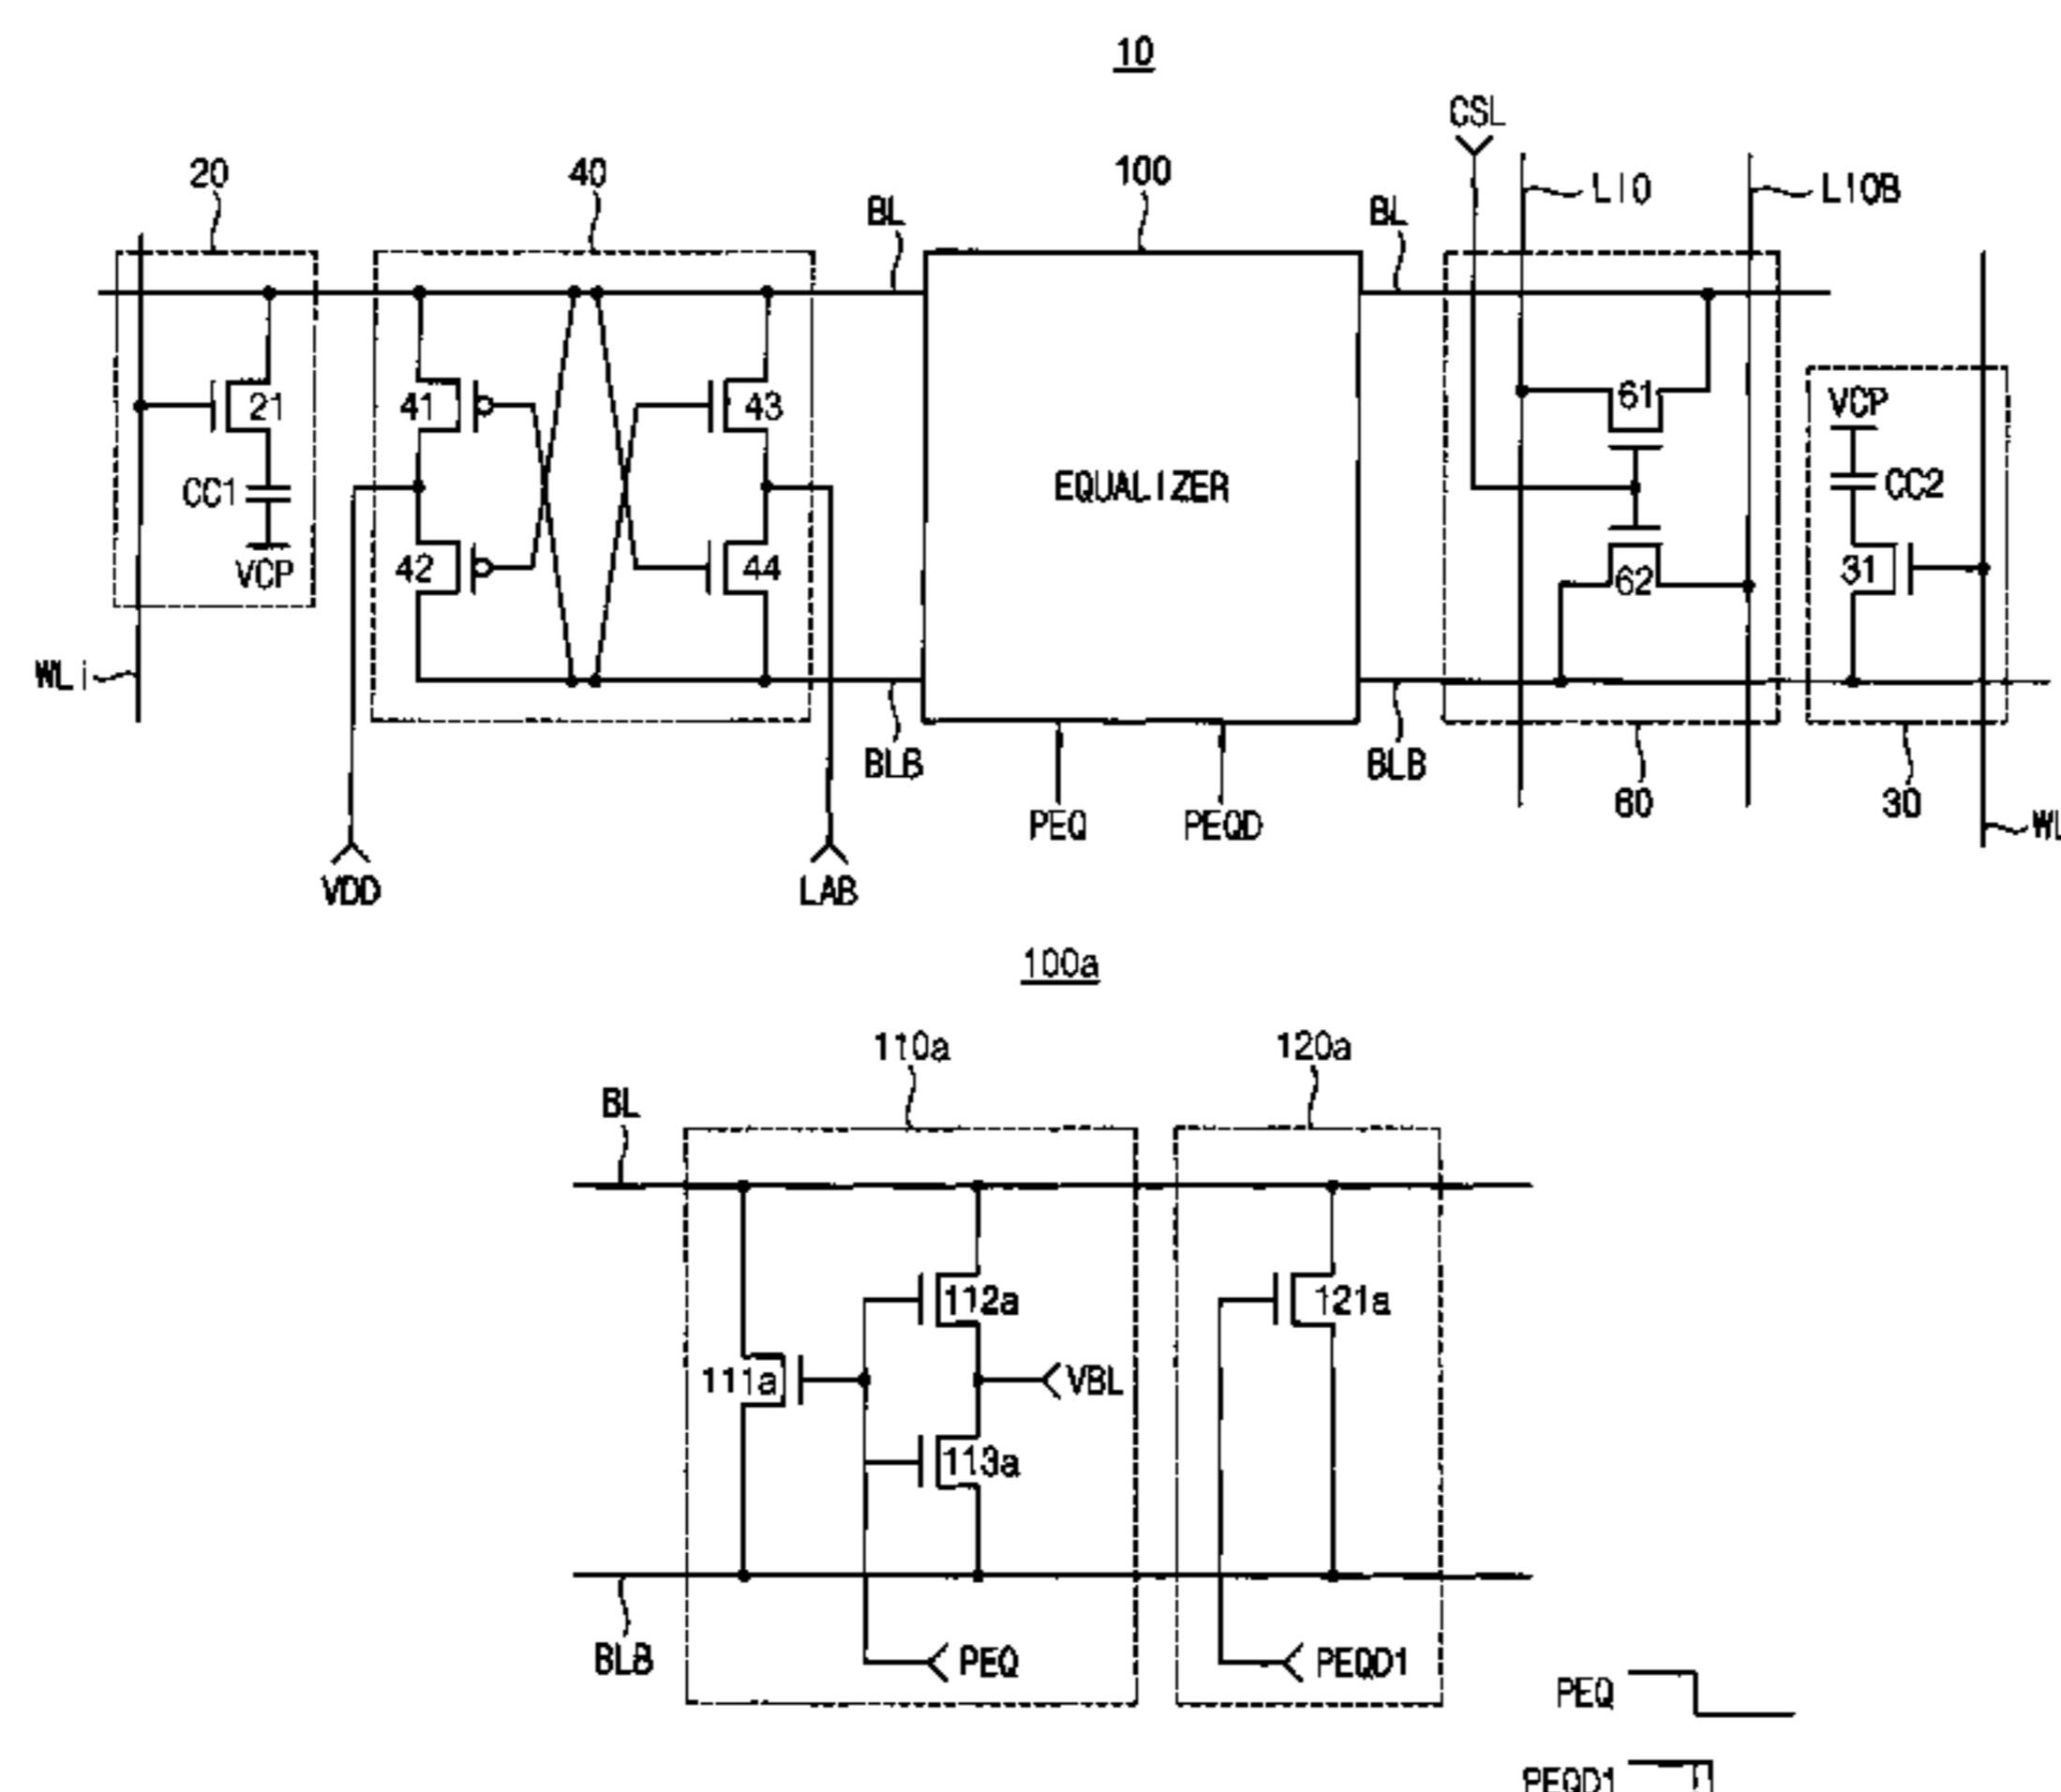 10
CSL
20
40
100
LIO
LIOB
BL
BL
21
41
43
61
VCP
CC1
EQUALIZER
CC2
VCP
42
44
62
31
WLi
BLB
BLB
60
30
PEQ
PEQD
WL
VDD
LAB
100a
110a
120a
BL
112a
121a
111a
VBL
113a
BLB
PEQ
PEQD1
PEQ
PEQD1